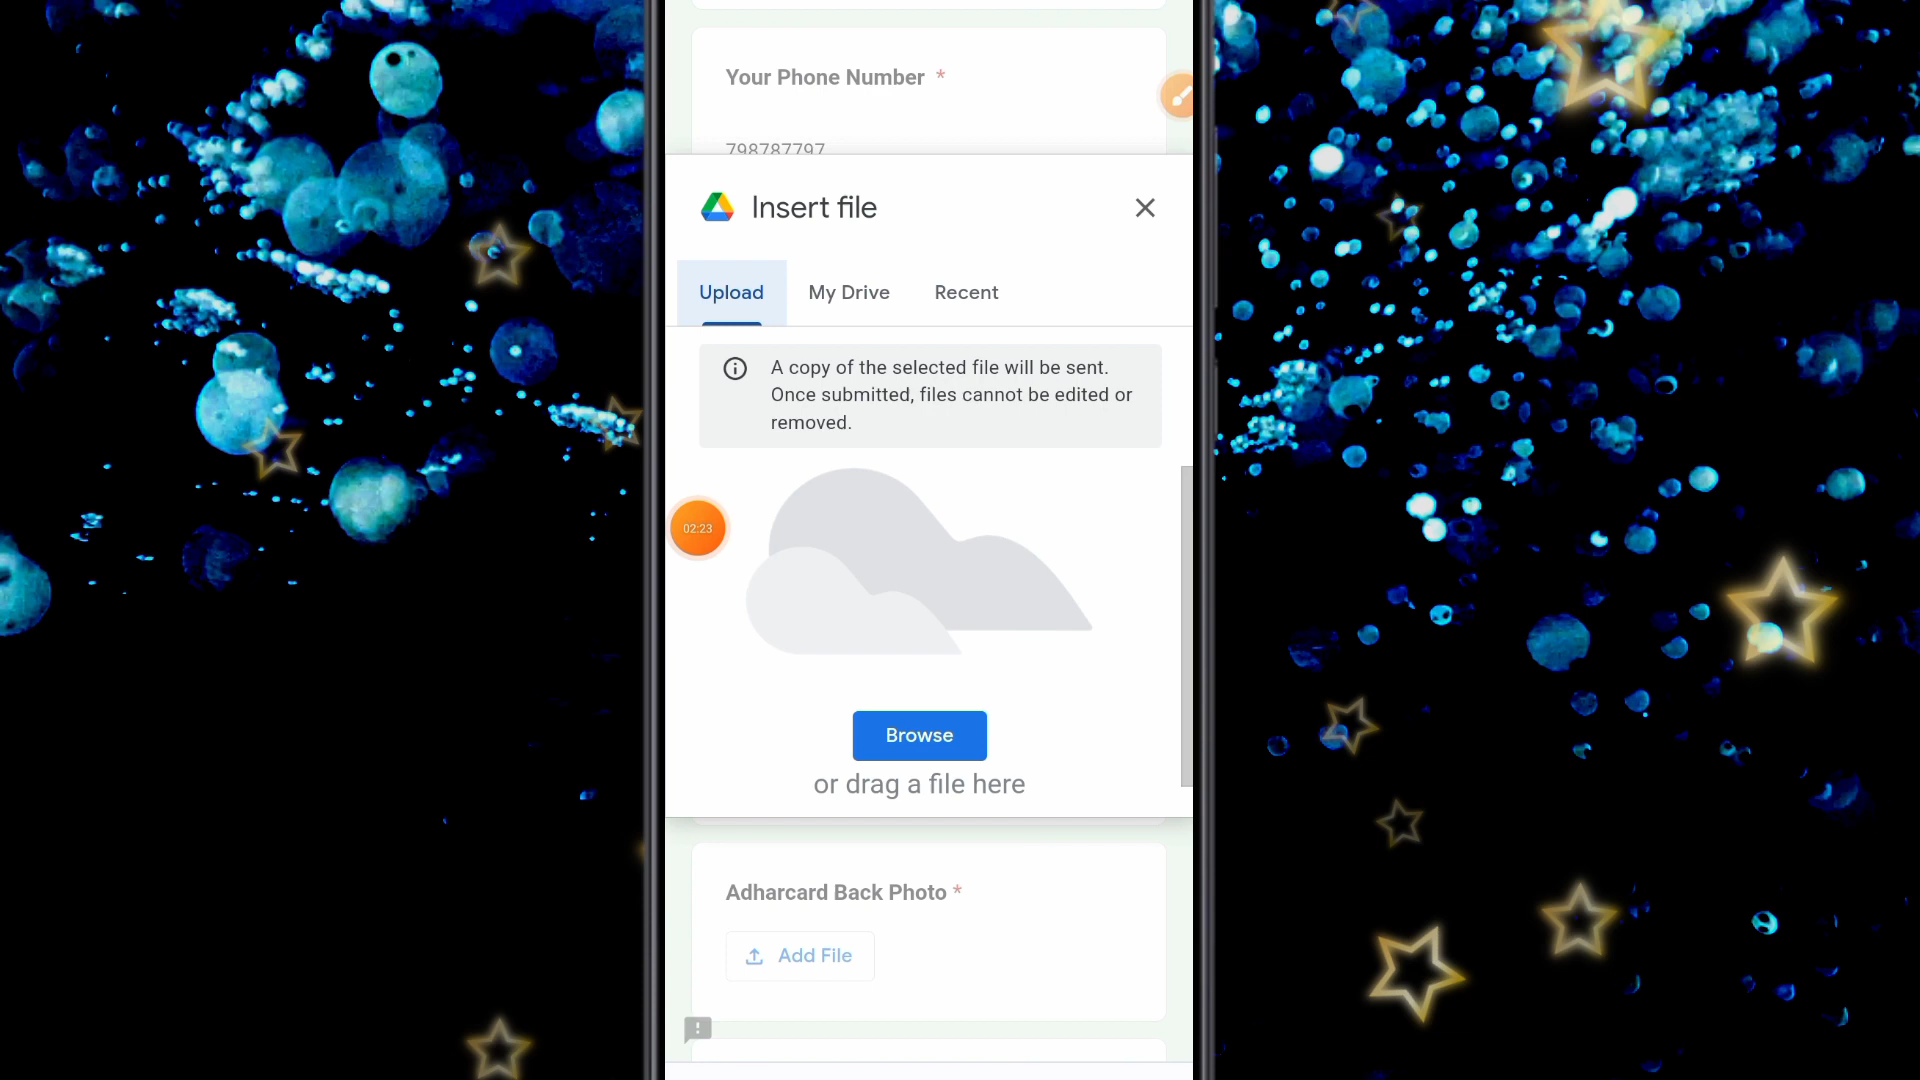 Your Phone Number *
798787797
Insert file
Upload My Drive Recent
A copy of the selected file will be sent.
Once submitted, files cannot be edited or
removed.
02:23
Browse
or drag a file here
Adharcard Back Photo *
Add File